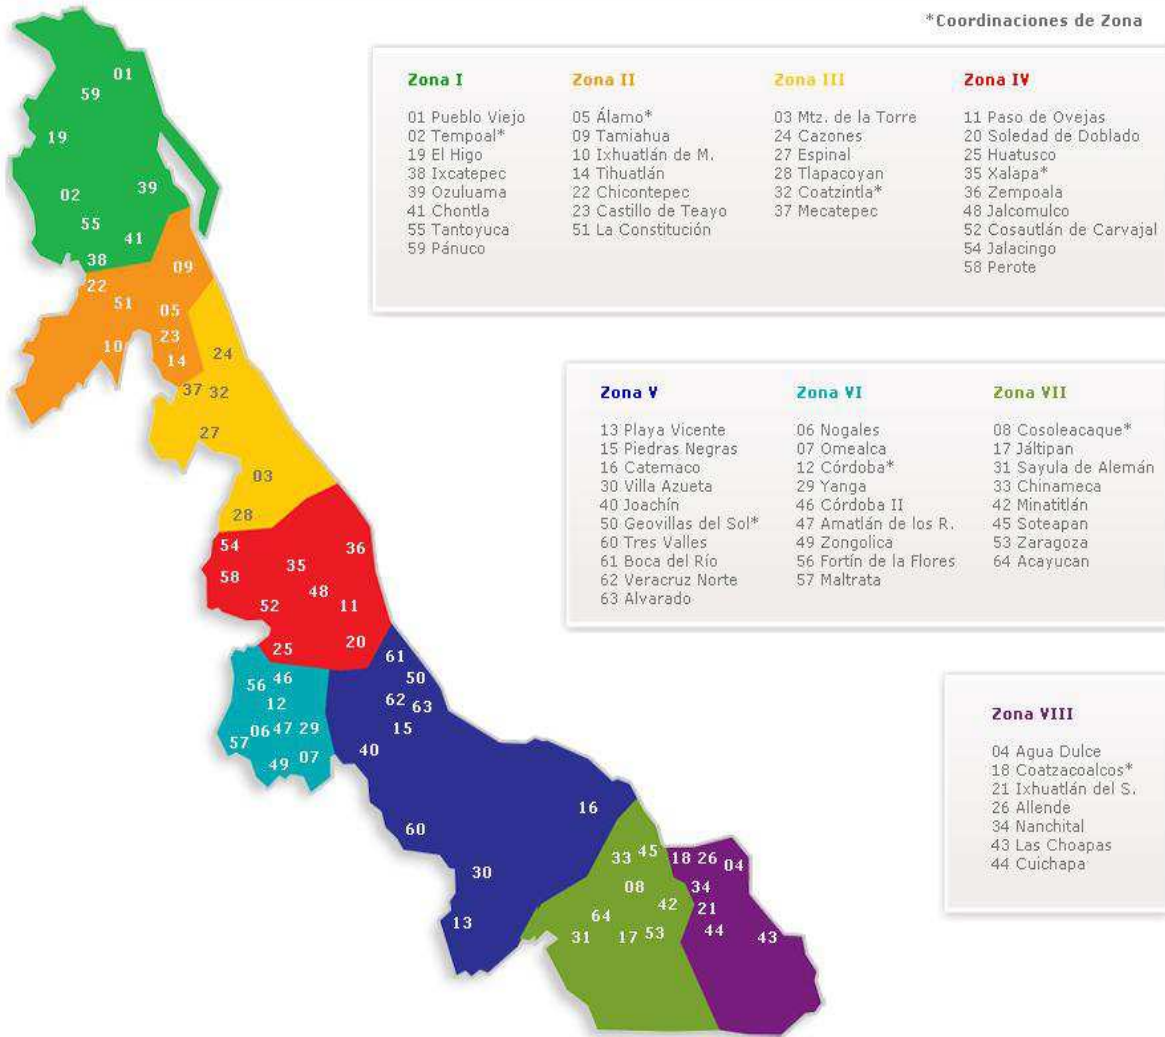 *Coordinaciones de Zona
Zona I
01 Pueblo Viejo
02 Tempoal*
19 El Higo
38 Ixcatepec
39 Ozuluama
41 Chontla
55 Tantoyuca
59 Pánuco
Zona II
05 Álamo*
09 Tamiahua
10 Ixhuatlán de M.
14 Tihuatlán
22 Chicontepec
23 Castillo de Teayo
51 La Constitución
Zona III
03 Mtz. de la Torre
24 Cazones
27 Espinal
28 Tlapacoyan
32 Coatzintla*
37 Mecatepec
Zona IV
11 Paso de Ovejas
20 Soledad de Doblado
25 Huatusco
35 Xalapa*
36 Zempoala
48 Jalcomulco
52 Cosautlán de Carvajal
54 Jalacingo
58 Perote
Zona V
13 Playa Vicente
15 Piedras Negras
16 Catemaco
30 Villa Azueta
40 Joachín
50 Geovillas del Sol*
60 Tres Valles
61 Boca del Río
62 Veracruz Norte
63 Alvarado
Zona VI
06 Nogales
07 Omealca
12 Córdoba*
29 Yanga
46 Córdoba II
47 Amatlán de los R.
49 Zongolica
56 Fortín de la Flores
57 Maltrata
Zona VII
08 Cosoleacaque*
17 Jáltipan
31 Sayula de Alemán
33 Chinameca
42 Minatitlán
45 Soteapan
53 Zaragoza
64 Acayucan
Zona VIII
04 Agua Dulce
18 Coatzacoalcos*
21 Ixhuatlán del S.
26 Allende
34 Nanchital
43 Las Choapas
44 Cuichapa
01
59
19
02
39
55
41
38
09
22
51
05
23
10
14
24
37 32
27
03
28
54
36
35
58
48
52
11
20
25
61
46
50
56
12
62
63
06 47 29
15
57
40
49
07
16
60
45
33
18 26
04
30
08
34
42
21
64
13
31
17
53
44
43